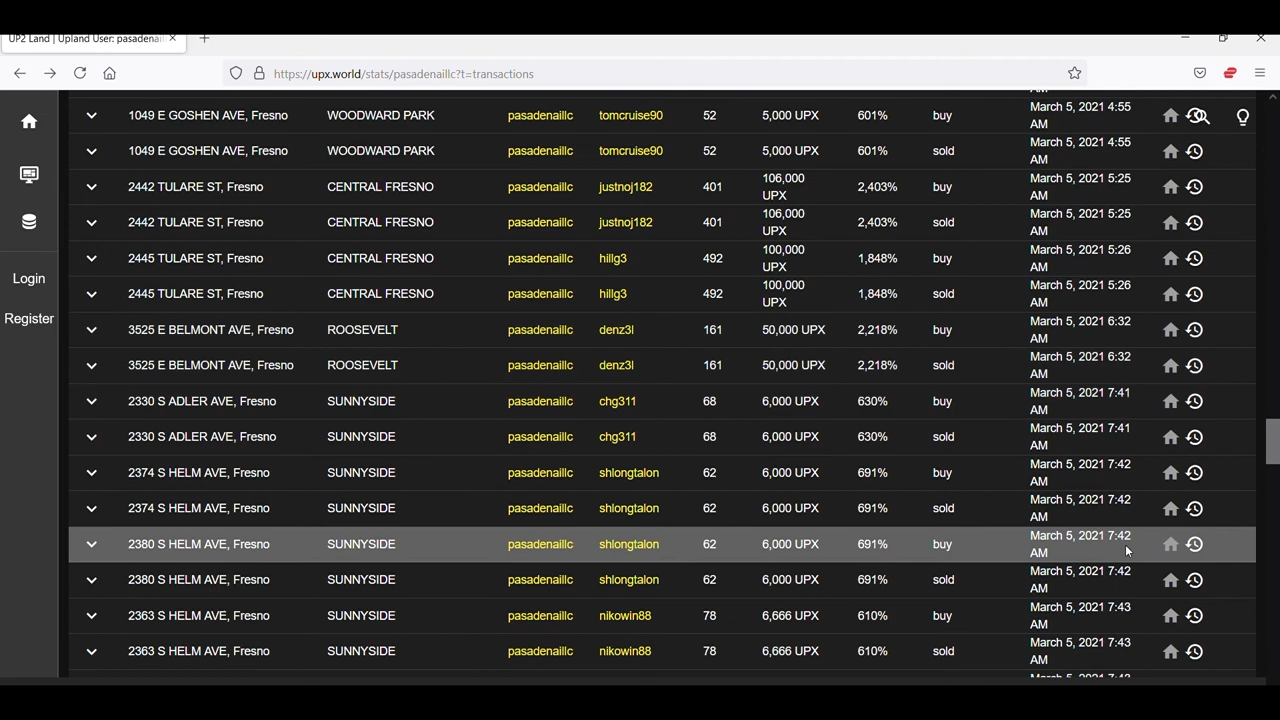 UP2 Land | Upland User: pasadenaill
https://upx.world/stats/pasadenaillc?t=transactions
Login
Register
AM
1049 E GOSHEN AVE, Fresno WOODWARD PARK pasadenaillc tomcruise90 52 5,000 UPX 601% buy March 5, 2021 4:55 AM
1049 E GOSHEN AVE, Fresno WOODWARD PARK pasadenaillc tomcruise90 52 5,000 UPX 601% sold March 5, 2021 4:55 AM
2442 TULARE ST, Fresno CENTRAL FRESNO pasadenaillc justnoj182 401 106,000 UPX 2,403% buy March 5, 2021 5:25 AM
2442 TULARE ST, Fresno CENTRAL FRESNO pasadenaillc justnoj182 401 106,000 UPX 2,403% sold March 5, 2021 5:25 AM
2445 TULARE ST, Fresno CENTRAL FRESNO pasadenaillc hillg3 492 100,000 UPX 1,848% buy March 5, 2021 5:26 AM
2445 TULARE ST, Fresno CENTRAL FRESNO pasadenaillc hillg3 492 100,000 UPX 1,848% sold March 5, 2021 5:26 AM
3525 E BELMONT AVE, Fresno ROOSEVELT pasadenaillc denz3l 161 50,000 UPX 2,218% buy March 5, 2021 6:32 AM
3525 E BELMONT AVE, Fresno ROOSEVELT pasadenaillc denz3l 161 50,000 UPX 2,218% sold March 5, 2021 6:32 AM
2330 S ADLER AVE, Fresno SUNNYSIDE pasadenaillc chg311 68 6,000 UPX 630% buy March 5, 2021 7:41 AM
2330 S ADLER AVE, Fresno SUNNYSIDE pasadenaillc chg311 68 6,000 UPX 630% sold March 5, 2021 7:41 AM
2374 S HELM AVE, Fresno SUNNYSIDE pasadenaillc shlongtalon 62 6,000 UPX 691% buy March 5, 2021 7:42 AM
2374 S HELM AVE, Fresno SUNNYSIDE pasadenaillc shlongtalon 62 6,000 UPX 691% sold March 5, 2021 7:42 AM
2380 S HELM AVE, Fresno SUNNYSIDE pasadenaillc shlongtalon 62 6,000 UPX 691% buy March 5, 2021 7:42 AM
2380 S HELM AVE, Fresno SUNNYSIDE pasadenaillc shlongtalon 62 6,000 UPX 691% sold March 5, 2021 7:42 AM
2363 S HELM AVE, Fresno SUNNYSIDE pasadenaillc nikowin88 78 6,666 UPX 610% buy March 5, 2021 7:43 AM
2363 S HELM AVE, Fresno SUNNYSIDE pasadenaillc nikowin88 78 6,666 UPX 610% sold March 5, 2021 7:43 AM